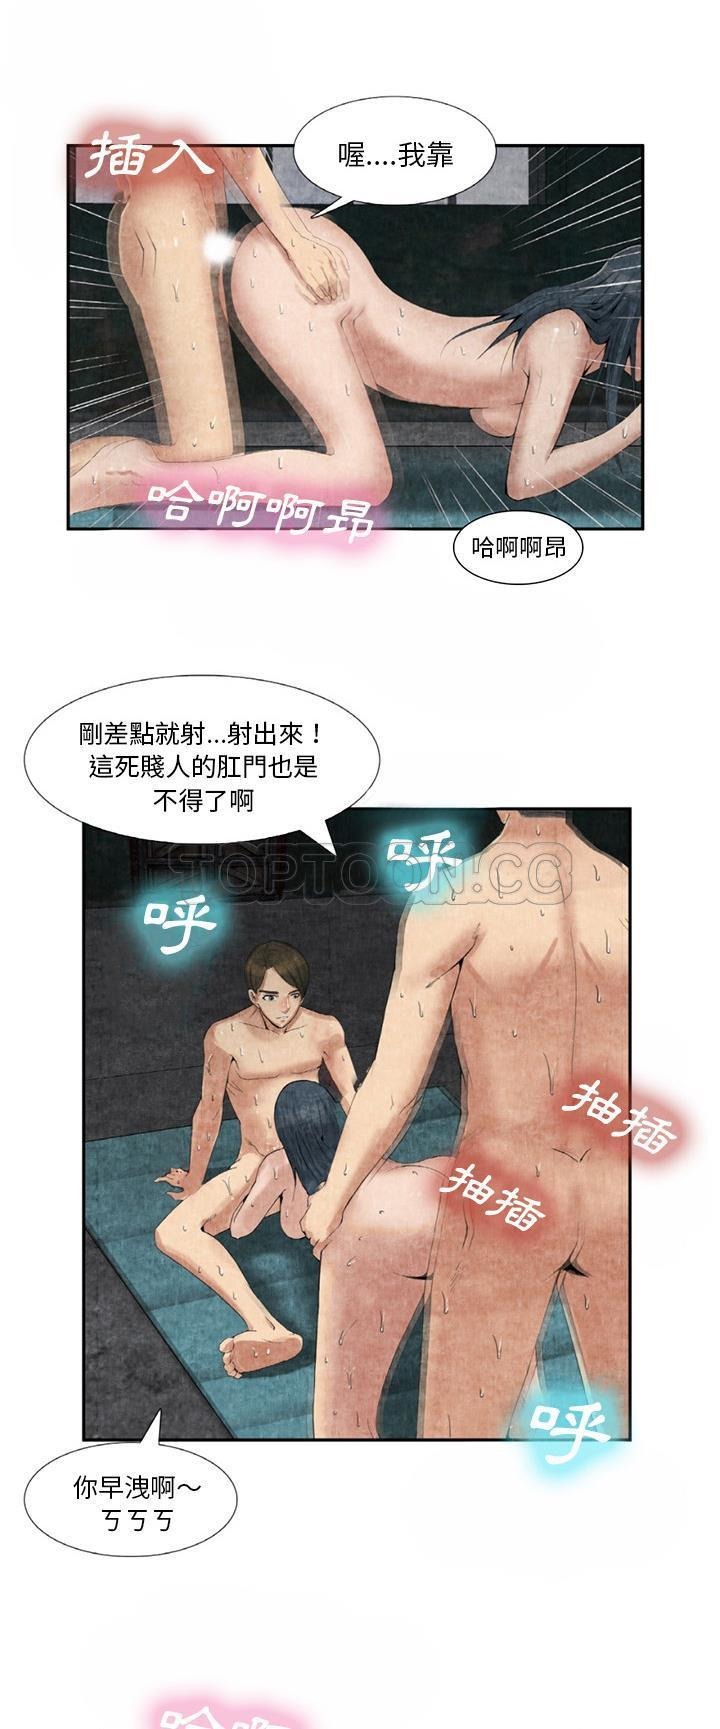 插入
喔....我靠
哈啊啊昂
哈啊啊昂
剛差點就射...射出來！
這死賤人的肛門也是
不得了啊
呼
TOPTOON.CC
呼
抽插
抽插
呼
你早洩啊～
ㄎㄎㄎ